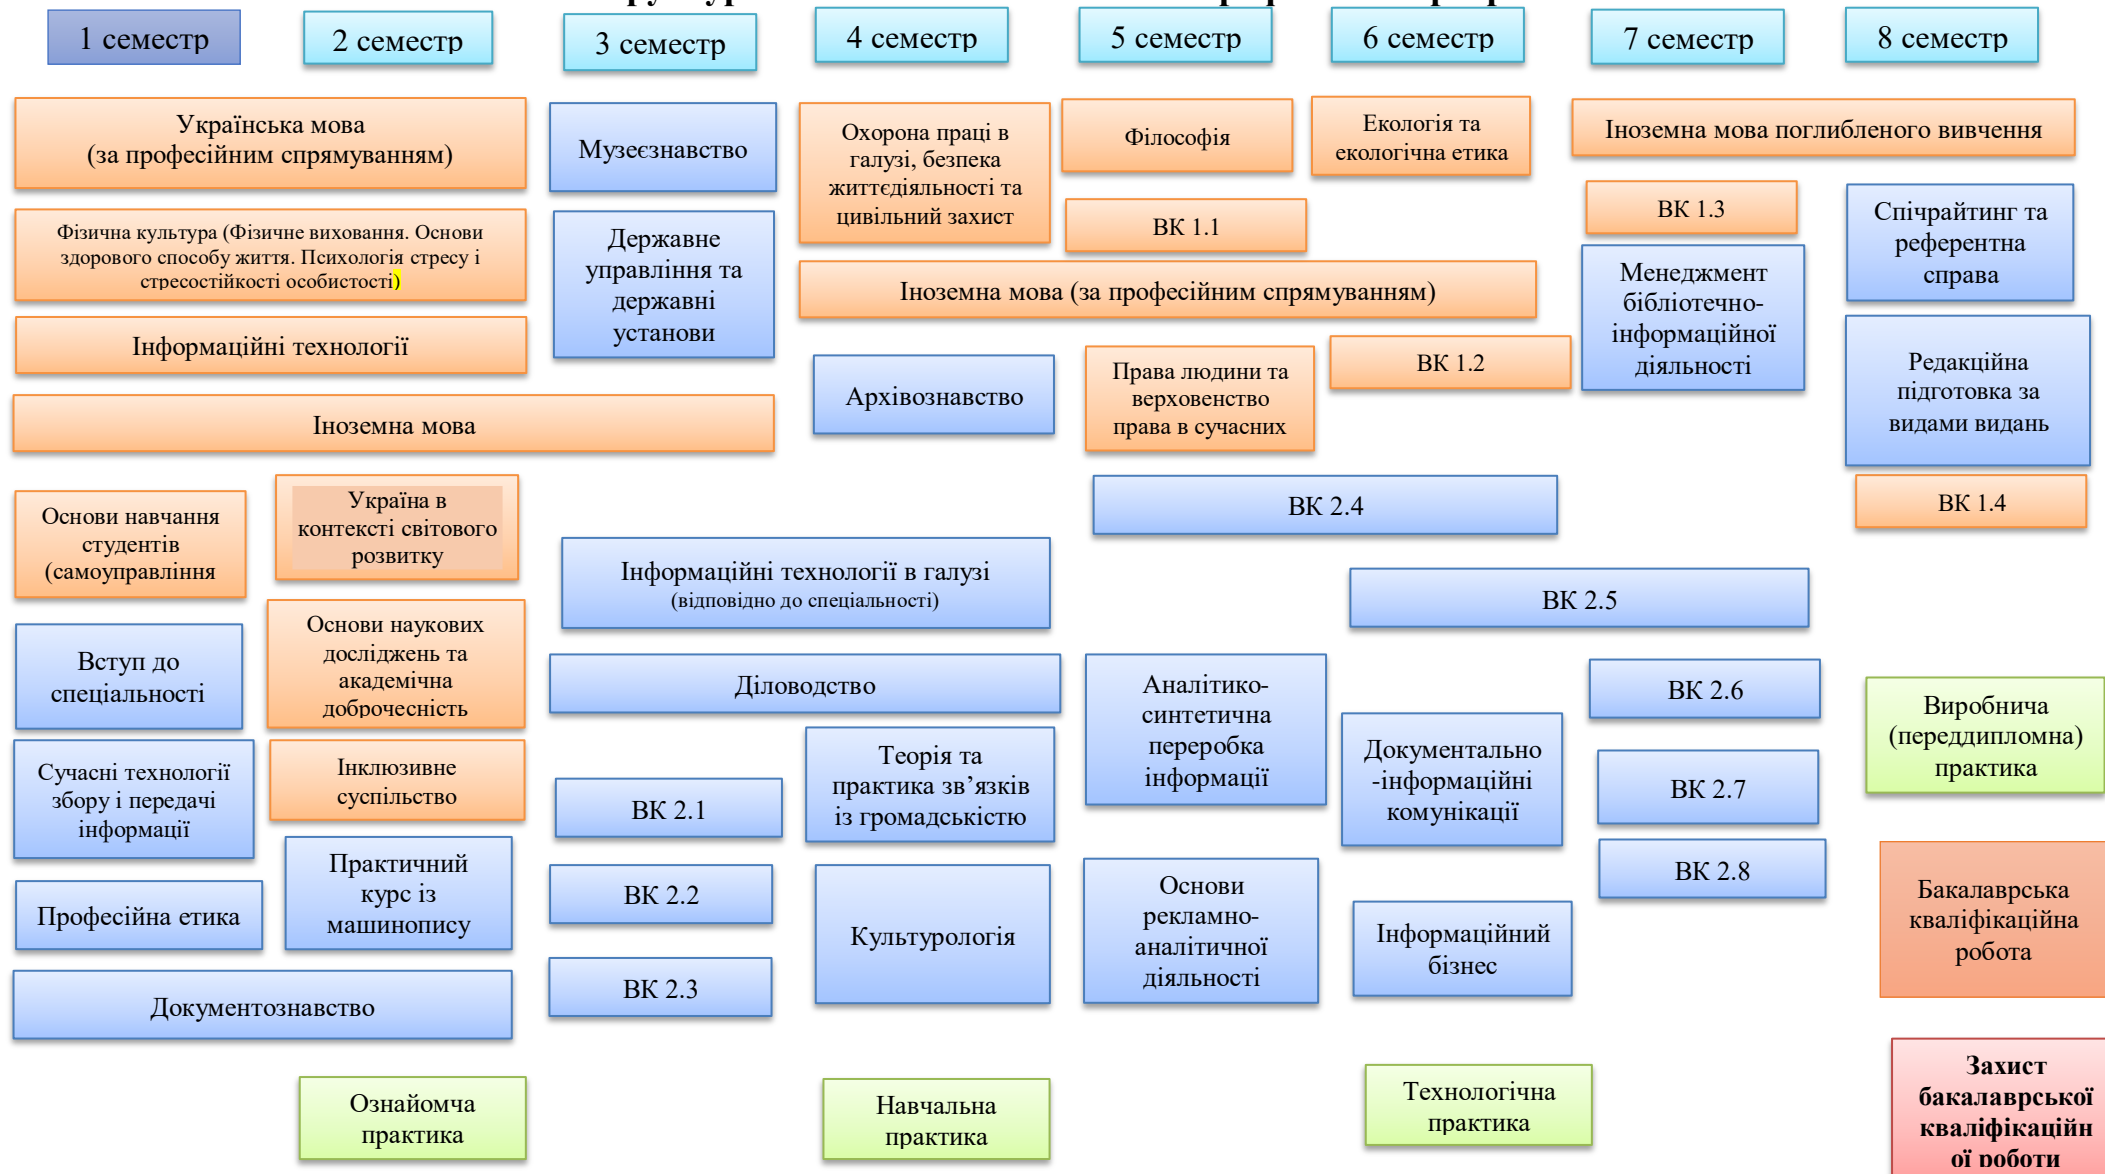 1 семестр
2 семестр
3 семестр
4 семестр
5 семестр
6 семестр
7 семестр
8 семестр
Українська мова
(за професійним спрямуванням)
Музеєзнавство
Охорона праці в
галузі, безпека
життєдіяльності та
цивільний захист
Філософія
Екологія та
екологічна етика
Іноземна мова поглибленого вивчення
ВК 1.1
ВК 1.3
Спічрайтинг та
референтна
справа
Фізична культура (Фізичне виховання. Основи
здорового способу життя. Психологія стресу і
стресостійкості особистості)
Державне
управління та
державні
установи
Іноземна мова (за професійним спрямуванням)
Менеджмент
бібліотечно-
інформаційної
діяльності
Інформаційні технології
Архівознавство
Права людини та
верховенство
права в сучасних
ВК 1.2
Редакційна
підготовка за
видами видань
Іноземна мова
Основи навчання
студентів
(самоуправління
Україна в
контексті світового
розвитку
ВК 2.4
ВК 1.4
Інформаційні технології в галузі
(відповідно до спеціальності)
ВК 2.5
Вступ до
спеціальності
Основи наукових
досліджень та
академічна
доброчесність
Діловодство
Аналітико-
синтетична
переробка
інформації
ВК 2.6
Виробнича
(переддипломна)
практика
Сучасні технології
збору і передачі
інформації
Інклюзивне
суспільство
ВК 2.1
Теорія та
практика зв’язків
із громадськістю
Документально
-інформаційні
комунікації
ВК 2.7
Практичний
курс із
машинопису
ВК 2.2
Культурологія
Основи
рекламно-
аналітичної
діяльності
ВК 2.8
Бакалаврська
кваліфікаційна
робота
Професійна етика
Інформаційний
бізнес
Документознавство
ВК 2.3
Ознайомча
практика
Навчальна
практика
Технологічна
практика
Захист
бакалаврської
кваліфікаційн
ої роботи